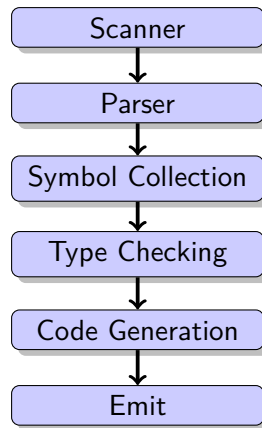 Scanner
Parser
Symbol Collection
Type Checking
Code Generation
Emit